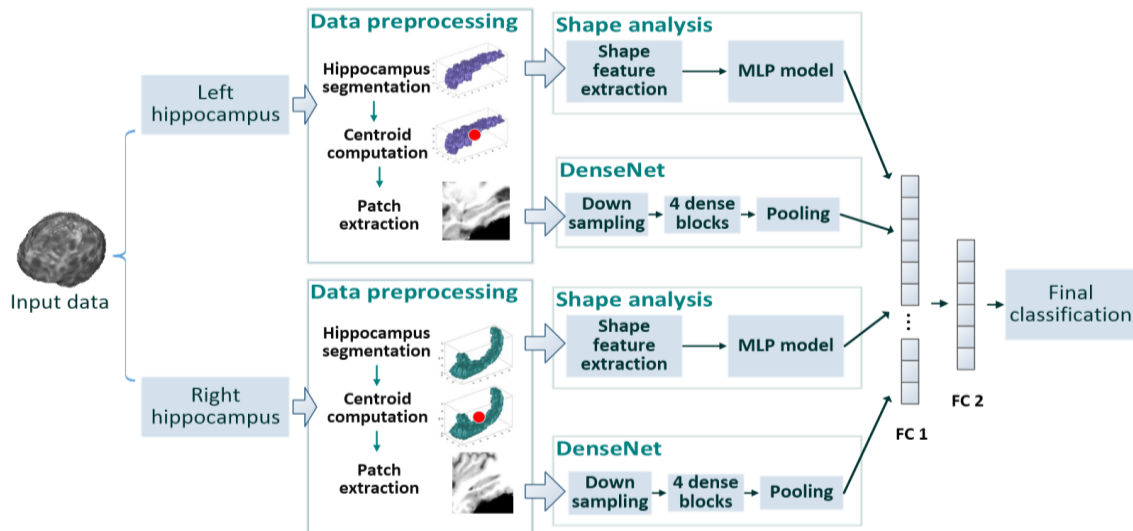 Input data
Left
hippocampus
Data preprocessing
Hippocampus
segmentation
Centroid
computation
Patch
extraction
Shape analysis
Shape
feature
extraction
MLP model
DenseNet
Down
sampling
4 dense
blocks
Pooling
Right
hippocampus
Data preprocessing
Hippocampus
segmentation
Centroid
computation
Patch
extraction
Shape analysis
Shape
feature
extraction
MLP model
DenseNet
Down
sampling
4 dense
blocks
Pooling
FC 1
FC 2
Final
classification